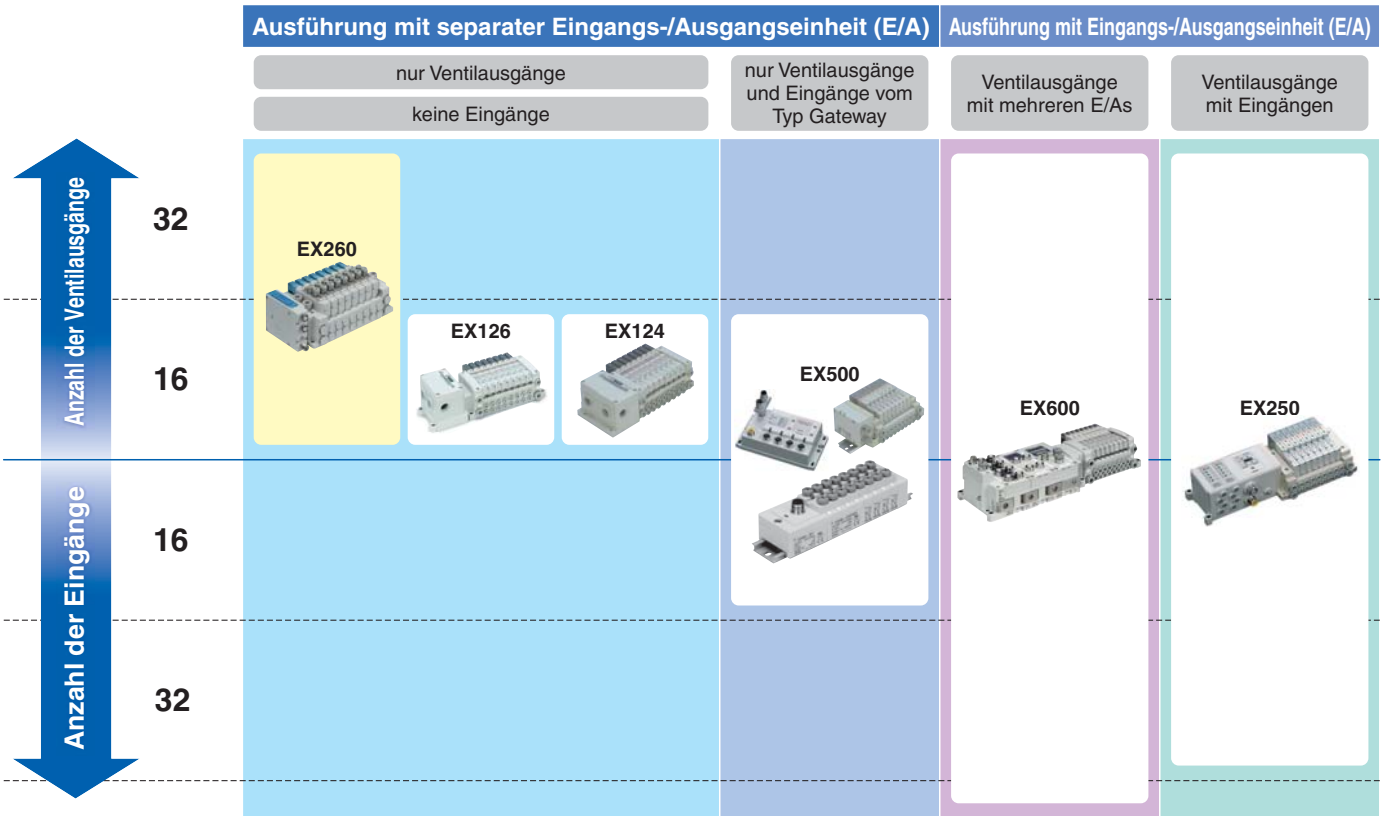 Ausführung mit separater Eingangs-/Ausgangseinheit (E/A)
Ausführung mit Eingangs-/Ausgangseinheit (E/A)
nur Ventilausgänge
keine Eingänge
nur Ventilausgänge
und Eingänge vom
Typ Gateway
Ventilausgänge
mit mehreren E/As
Ventilausgänge
mit Eingängen
Anzahl der Ventilausgänge
Anzahl der Eingänge
32
16
16
32
EX260
EX126
EX124
EX500
EX600
EX250